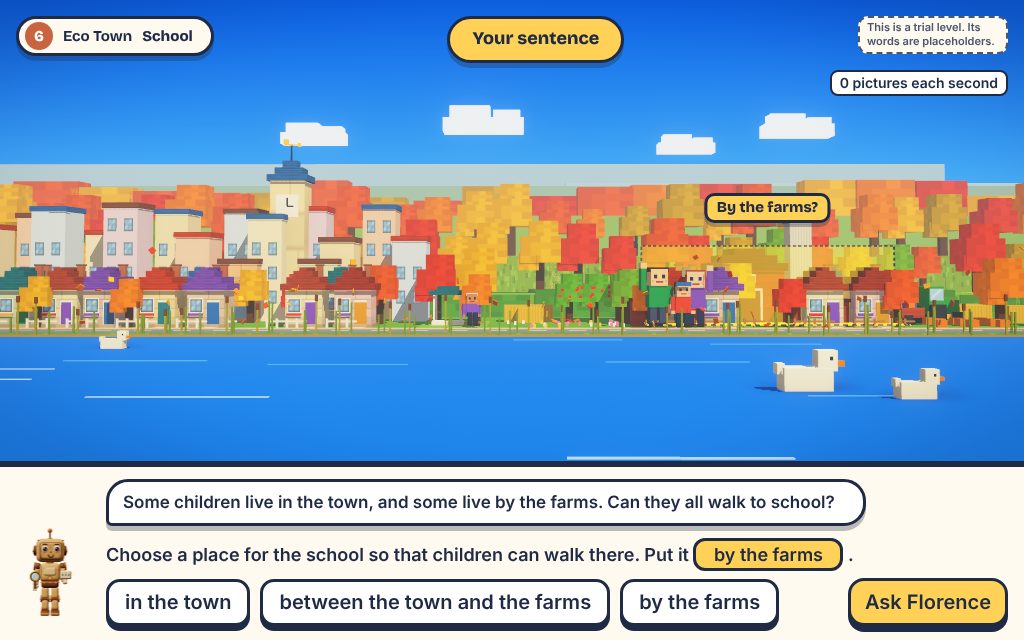 6 Eco Town School
Your sentence
This is a trial level. Its
words are placeholders.
0 pictures each second
By the farms?
Some children live in the town, and some live by the farms. Can they all walk to school?
Choose a place for the school so that children can walk there. Put it by the farms .
in the town
between the town and the farms
by the farms
Ask Florence